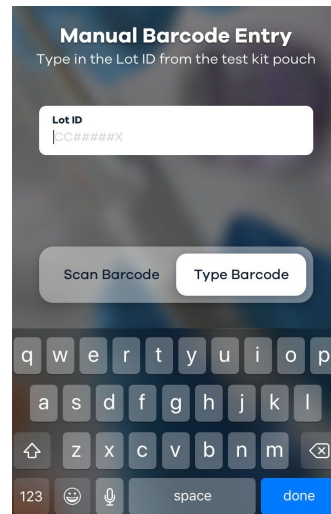 Manual Barcode Entry
Type in the Lot ID from the test kit pouch
Lot ID
CC#####X
Scan Barcode
Type Barcode
q w e r t y u i o p
a s d f g h j k l
z x c v b n m
123 space done